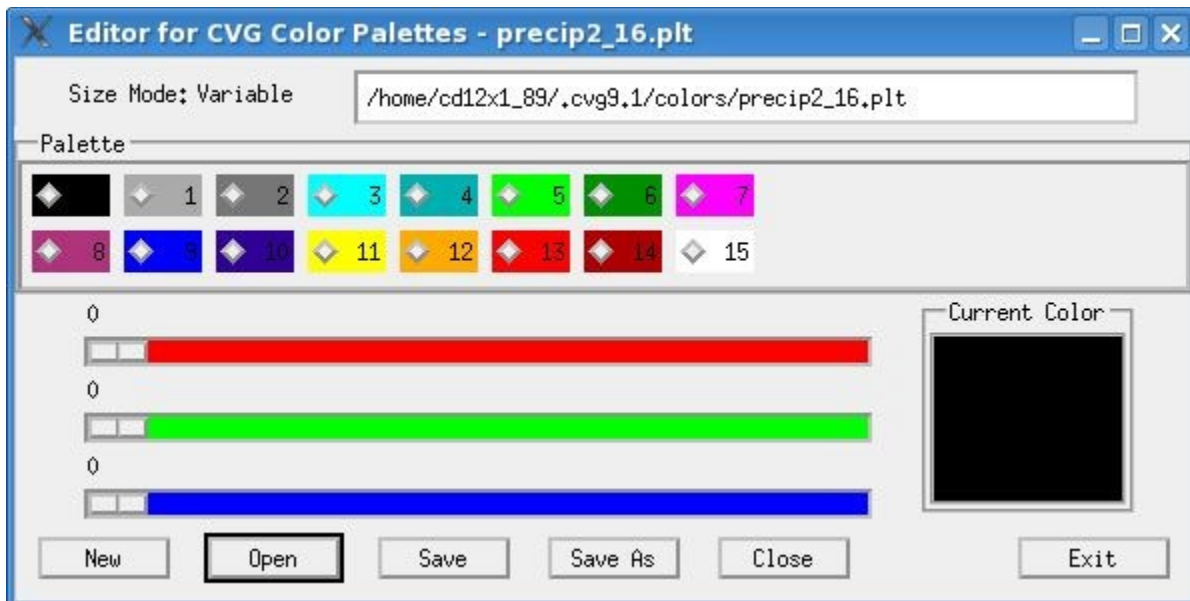 Editor for CVG Color Palettes - precip2_16.plt
Size Mode: Variable /home/cd12x1_89/.cvg9.1/colors/precip2_16.plt
Palette
1 2 3 4 5 6 7
8 9 10 11 12 13 14 15
0
Current Color
0
0
New Open Save Save As Close Exit